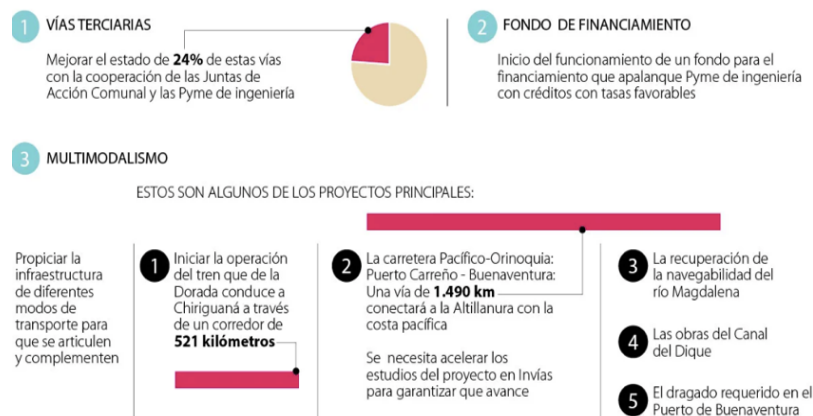 1 VÍAS TERCIARIAS
Mejorar el estado de 24% de estas vías
con la cooperación de las Juntas de
Acción Comunal y las Pyme de ingeniería
2 FONDO DE FINANCIAMIENTO
Inicio del funcionamiento de un fondo para el
financiamiento que apalanque Pyme de ingeniería
con créditos con tasas favorables
3 MULTIMODALISMO
ESTOS SON ALGUNOS DE LOS PROYECTOS PRINCIPALES:
Propiciar la
infraestructura
de diferentes
modos de
transporte para
que se articulen
y complementen
1 Iniciar la operación
del tren que de la
Dorada conduce a
Chiriguaná a través
de un corredor de
521 kilómetros
2 La carretera Pacífico-Orinoquia:
Puerto Carreño - Buenaventura:
Una vía de 1.490 km
conectará a la Altillanura con la
costa pacífica
Se necesita acelerar los
estudios del proyecto en Invías
para garantizar que avance
3 La recuperación de
la navegabilidad del
río Magdalena
4 Las obras del Canal
del Dique
5 El dragado requerido en el
Puerto de Buenaventura